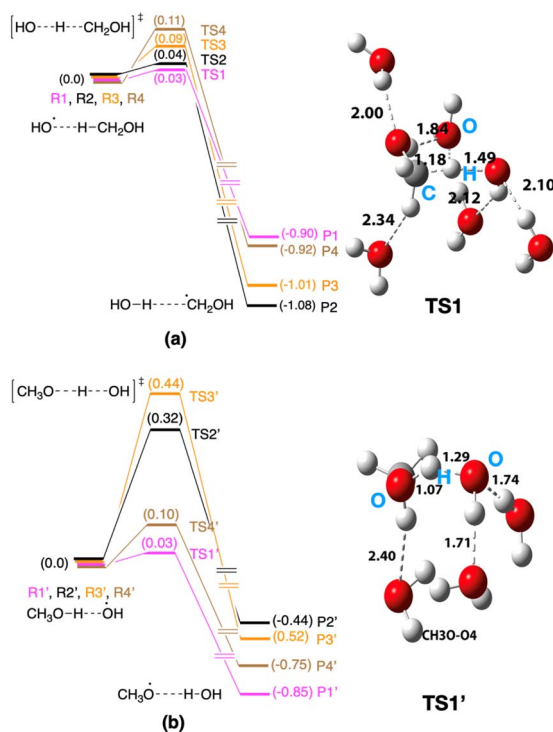 [HO---H---CH₂OH]‡
(0.11) TS4
(0.09) TS3
(0.04) TS2
(0.03) TS1
(0.0)
R1, R2, R3, R4
HO˙---H-CH₂OH
(-0.90) P1
(-0.92) P4
(-1.01) P3
(-1.08) P2
HO-H----˙CH₂OH
(a)
2.00
1.84
O
1.18
H
1.49
C
2.12
2.10
2.34
TS1
[CH₃O---H---OH]‡
(0.44) TS3'
(0.32)
TS2'
(0.10) TS4'
(0.03) TS1'
(0.0)
R1', R2', R3', R4'
CH₃O-H---ȮH
(-0.44) P2'
(0.52) P3'
(-0.75) P4'
(-0.85) P1'
CH₃O˙---H-OH
(b)
1.29
O
H
1.07
1.74
O
2.40
1.71
CH3O-O4
TS1'